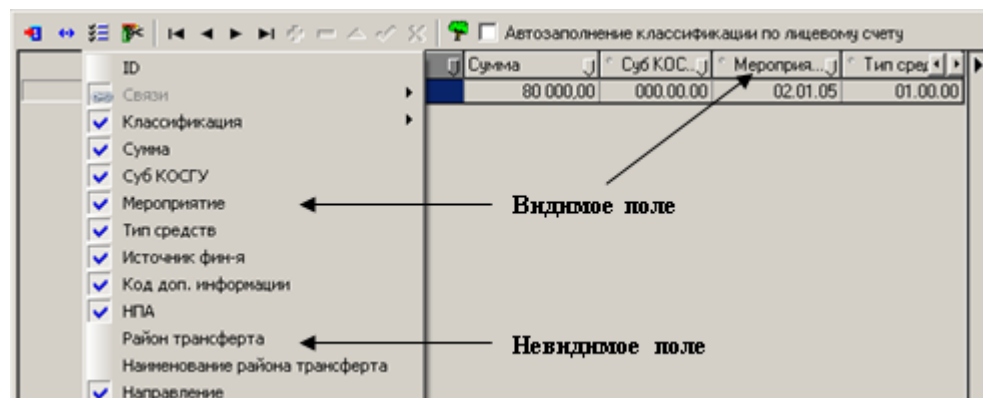 Автозаполнение классификации по лицевому счету
Сумма Суб КОС... Мероприя... Тип сред
80 000,00 000.00.00 02.01.05 01.00.00
ID
Связи
Классификация
Сумма
Суб КОСГУ
Мероприятие
Тип средств
Источник фин-я
Код доп. информации
НПА
Район трансферта
Наименование района трансферта
Направление
Видимое поле
Невидимое поле